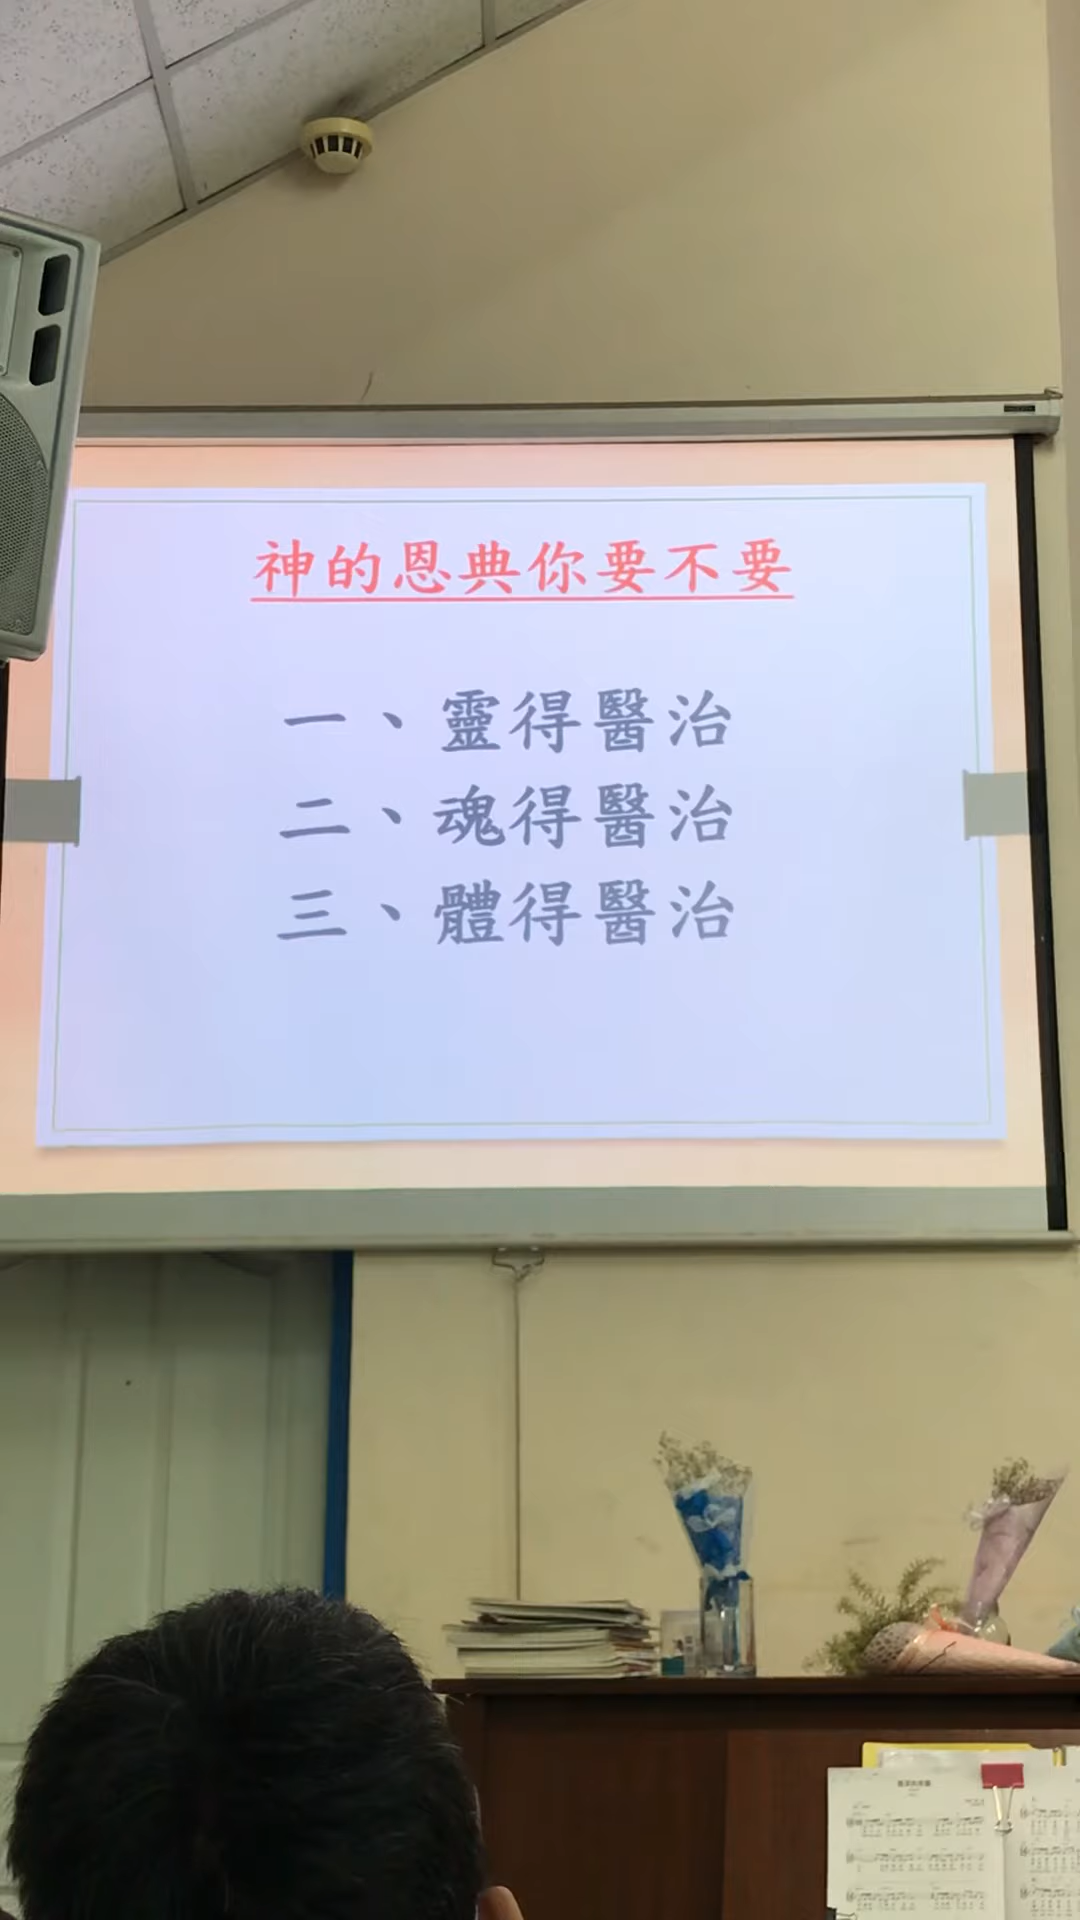 神的恩典你要不要
一、靈得醫治
二、魂得醫治
三、體得醫治